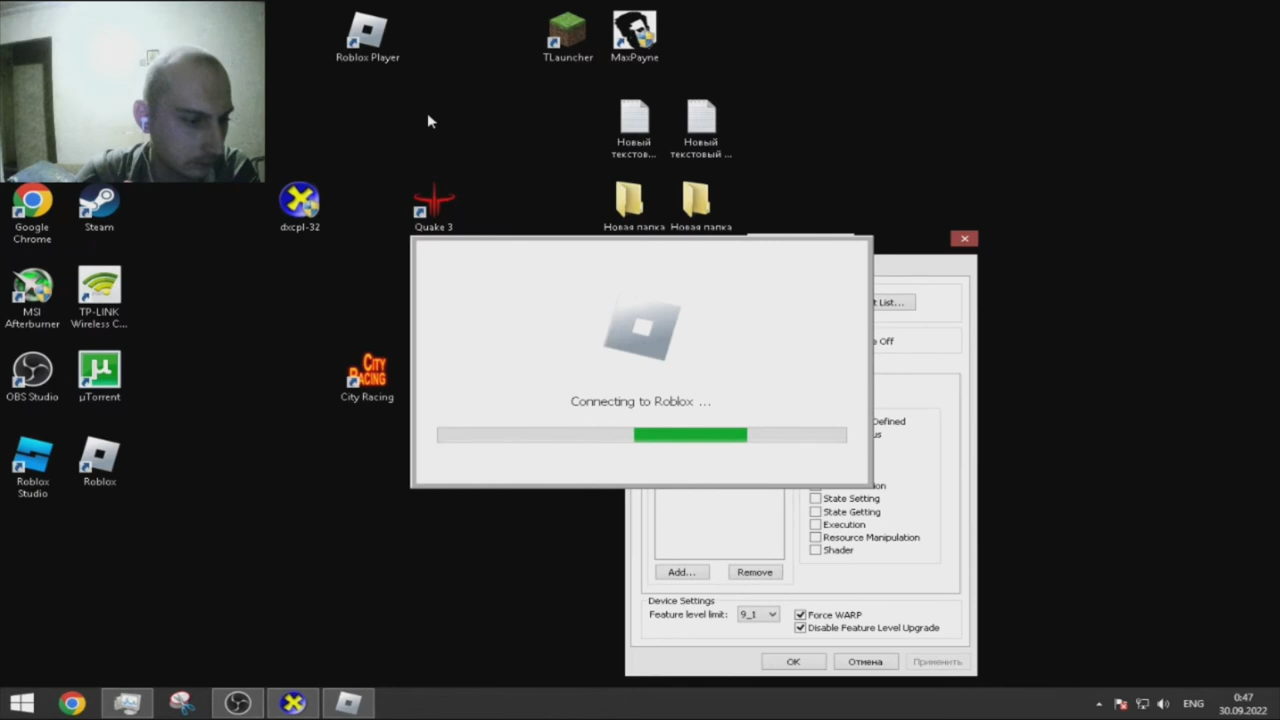 Roblox Player
TLauncher
MaxPayne
Новый
текстов...
Новый
текстовый ...
Google
Chrome
Steam
dxcpl-32
Quake 3
Новая папка
Новая папка
MSI
Afterburner
TP-LINK
Wireless C...
t List...
e Off
CITY
RACING
OBS Studio
µTorrent
City Racing
Connecting to Roblox ...
Defined
us
Roblox
Studio
Roblox
ion
State Setting
State Getting
Execution
Resource Manipulation
Shader
Add...
Remove
Device Settings
Feature level limit:
9_1
Force WARP
Disable Feature Level Upgrade
OK
Отмена
Применить
ENG
0:47
30.09.2022